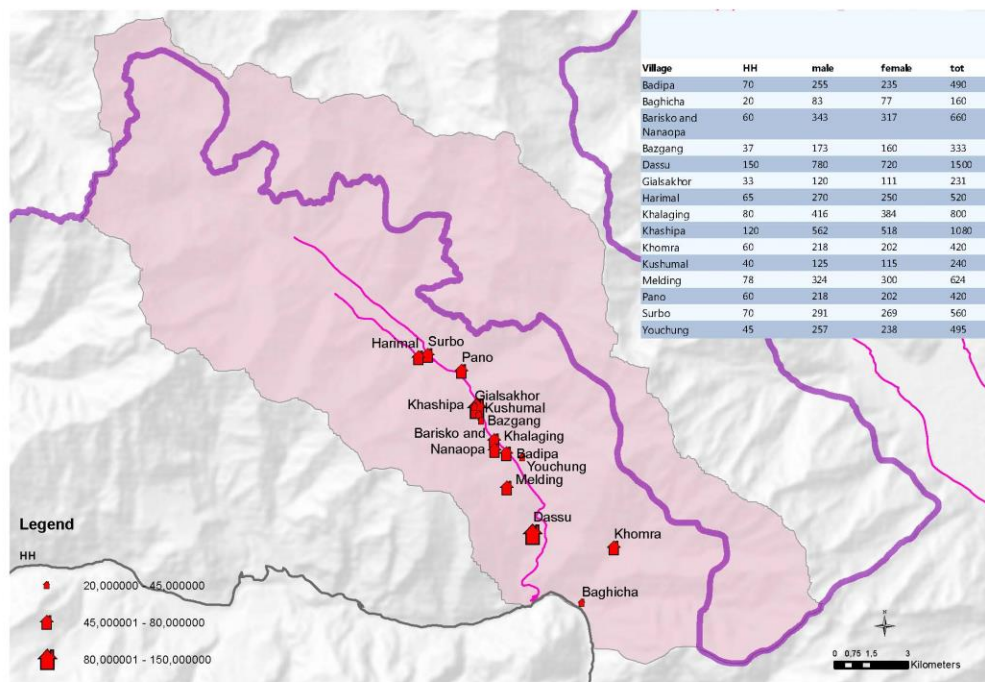 Village HH male female tot
Badipa 70 255 235 490
Baghicha 20 83 77 160
Barisko and 60 343 317 660
Nanaopa
Bazgang 37 173 160 333
Dassu 150 780 720 1500
Gialsakhor 33 120 111 231
Harimal 65 270 250 520
Khalaging 80 416 384 800
Khashipa 120 562 518 1080
Khomra 60 218 202 420
Kushumal 40 125 115 240
Melding 78 324 300 624
Pano 60 218 202 420
Surbo 70 291 269 560
Youchung 45 257 238 495
Harimal
Surbo
Pano
Gialsakhor
Khashipa
Kushumal
Bazgang
Barisko and
Nanaopa
Khalaging
Badipa
Youchung
Melding
Dassu
Khomra
Baghicha
Legend
HH
20,000000 - 45,000000
45,000001 - 80,000000
80,000001 - 150,000000
0 0,75 1,5 3
Kilometers